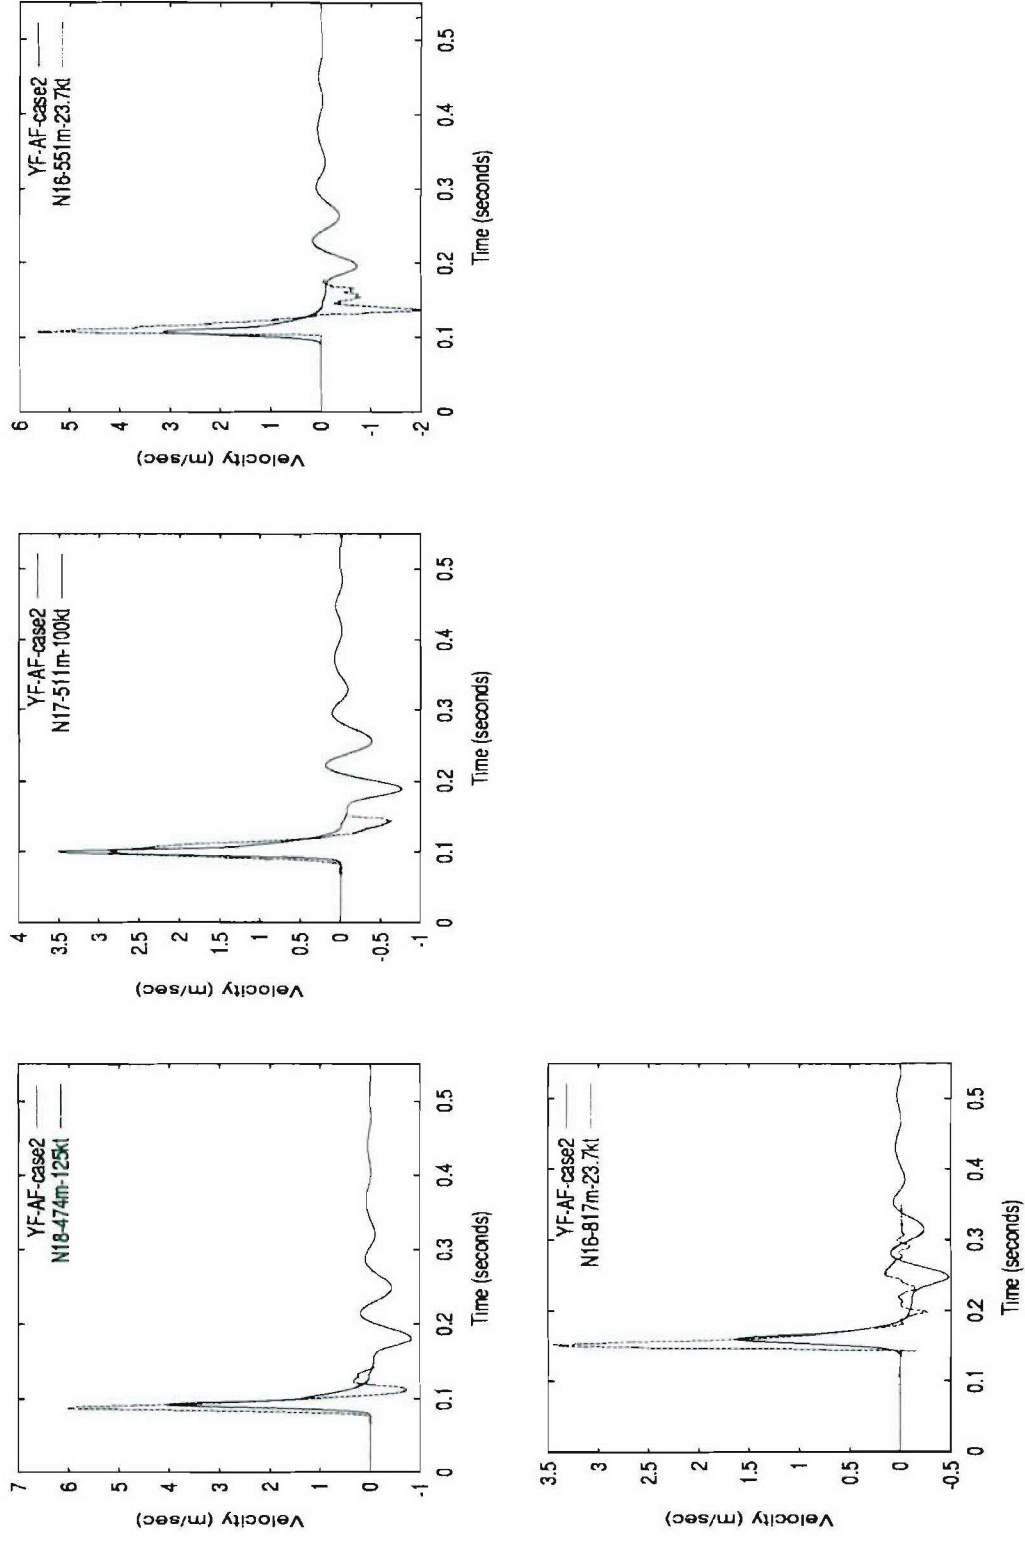 7
6
5
4
3
2
1
0
-1
Velocity (m/sec)
YF-AF-case2
N18-474m-125kt
0 0.1 0.2 0.3 0.4 0.5
Time (seconds)
4
3.5
3
2.5
2
1.5
1
0.5
0
-0.5
-1
Velocity (m/sec)
YF-AF-case2
N17-511m-100kt
0 0.1 0.2 0.3 0.4 0.5
Time (seconds)
6
5
4
3
2
1
0
-1
-2
Velocity (m/sec)
YF-AF-case2
N16-551m-23.7kt
0 0.1 0.2 0.3 0.4 0.5
Time (seconds)
3.5
3
2.5
2
1.5
1
0.5
0
-0.5
Velocity (m/sec)
YF-AF-case2
N16-817m-23.7kt
0 0.1 0.2 0.3 0.4 0.5
Time (seconds)